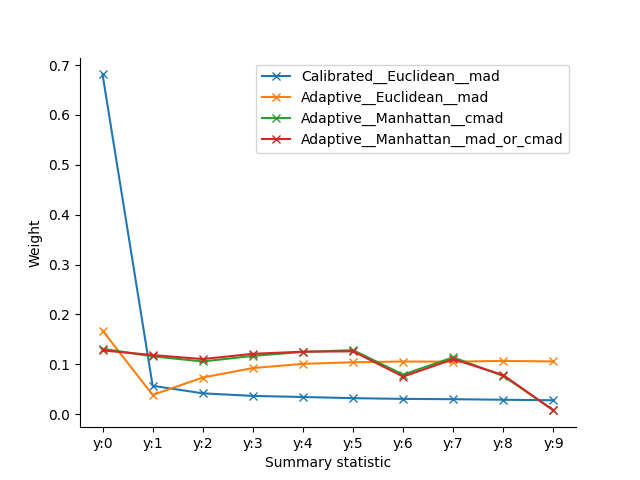 0.7
0.6
0.5
0.4
0.3
0.2
0.1
0.0
Weight
Calibrated__Euclidean__mad
Adaptive__Euclidean__mad
Adaptive__Manhattan__cmad
Adaptive__Manhattan__mad_or_cmad
y:0 y:1 y:2 y:3 y:4 y:5 y:6 y:7 y:8 y:9
Summary statistic